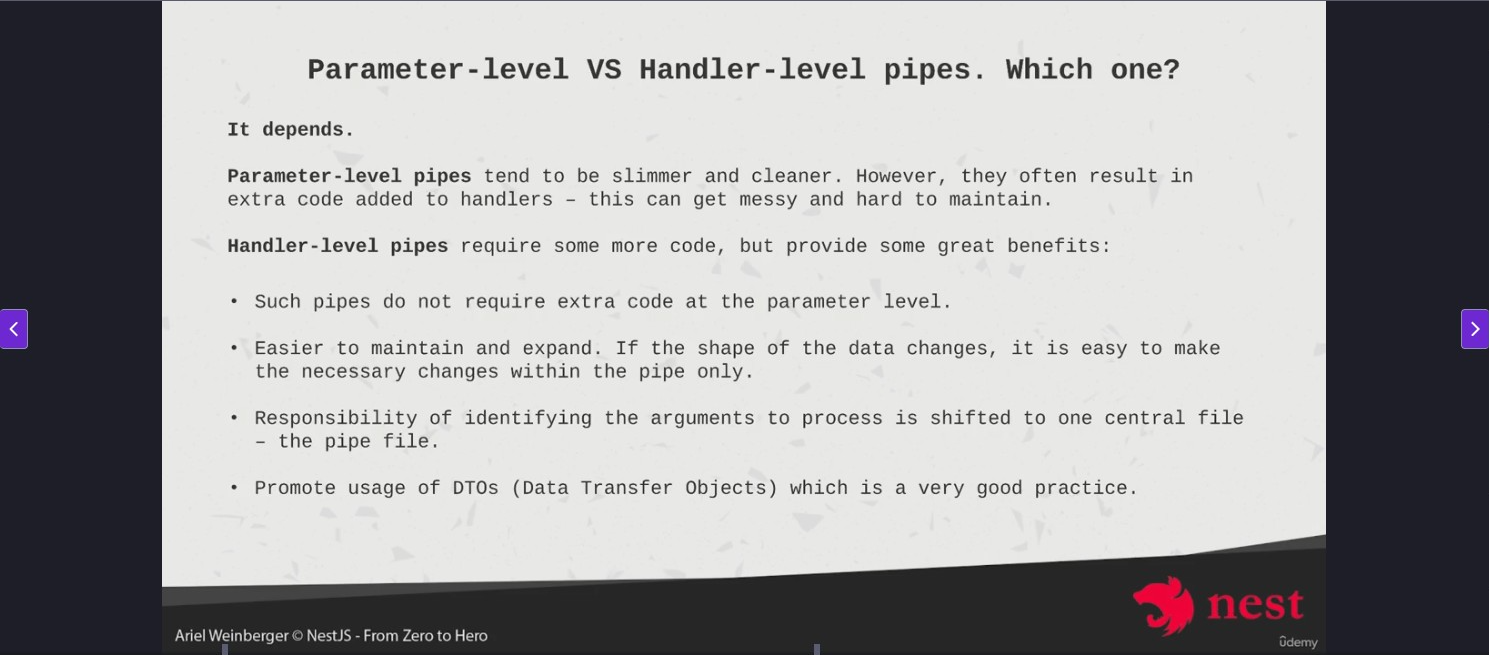 Parameter-level VS Handler-level pipes. Which one?
It depends.
Parameter-level pipes tend to be slimmer and cleaner. However, they often result in
extra code added to handlers – this can get messy and hard to maintain.
Handler-level pipes require some more code, but provide some great benefits:
• Such pipes do not require extra code at the parameter level.
• Easier to maintain and expand. If the shape of the data changes, it is easy to make
the necessary changes within the pipe only.
• Responsibility of identifying the arguments to process is shifted to one central file
– the pipe file.
• Promote usage of DTOs (Data Transfer Objects) which is a very good practice.
nest
Ariel Weinberger © NestJS - From Zero to Hero
ûdemy